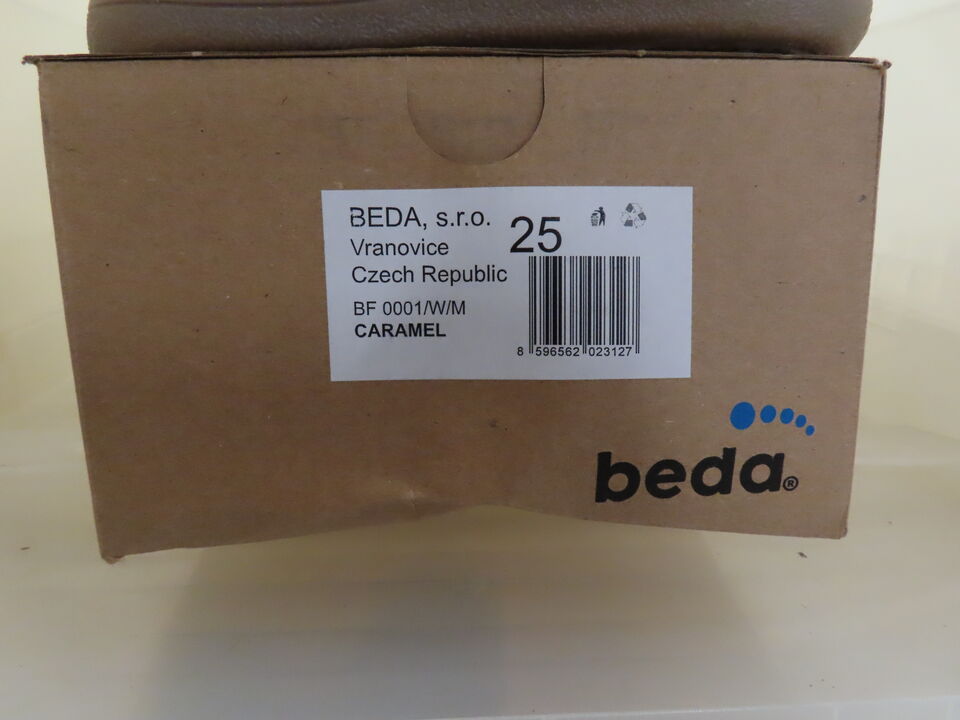 BEDA, s.r.o.
25
Vranovice
Czech Republic
BF 0001/W/M
CARAMEL
8 596562 023127
beda®